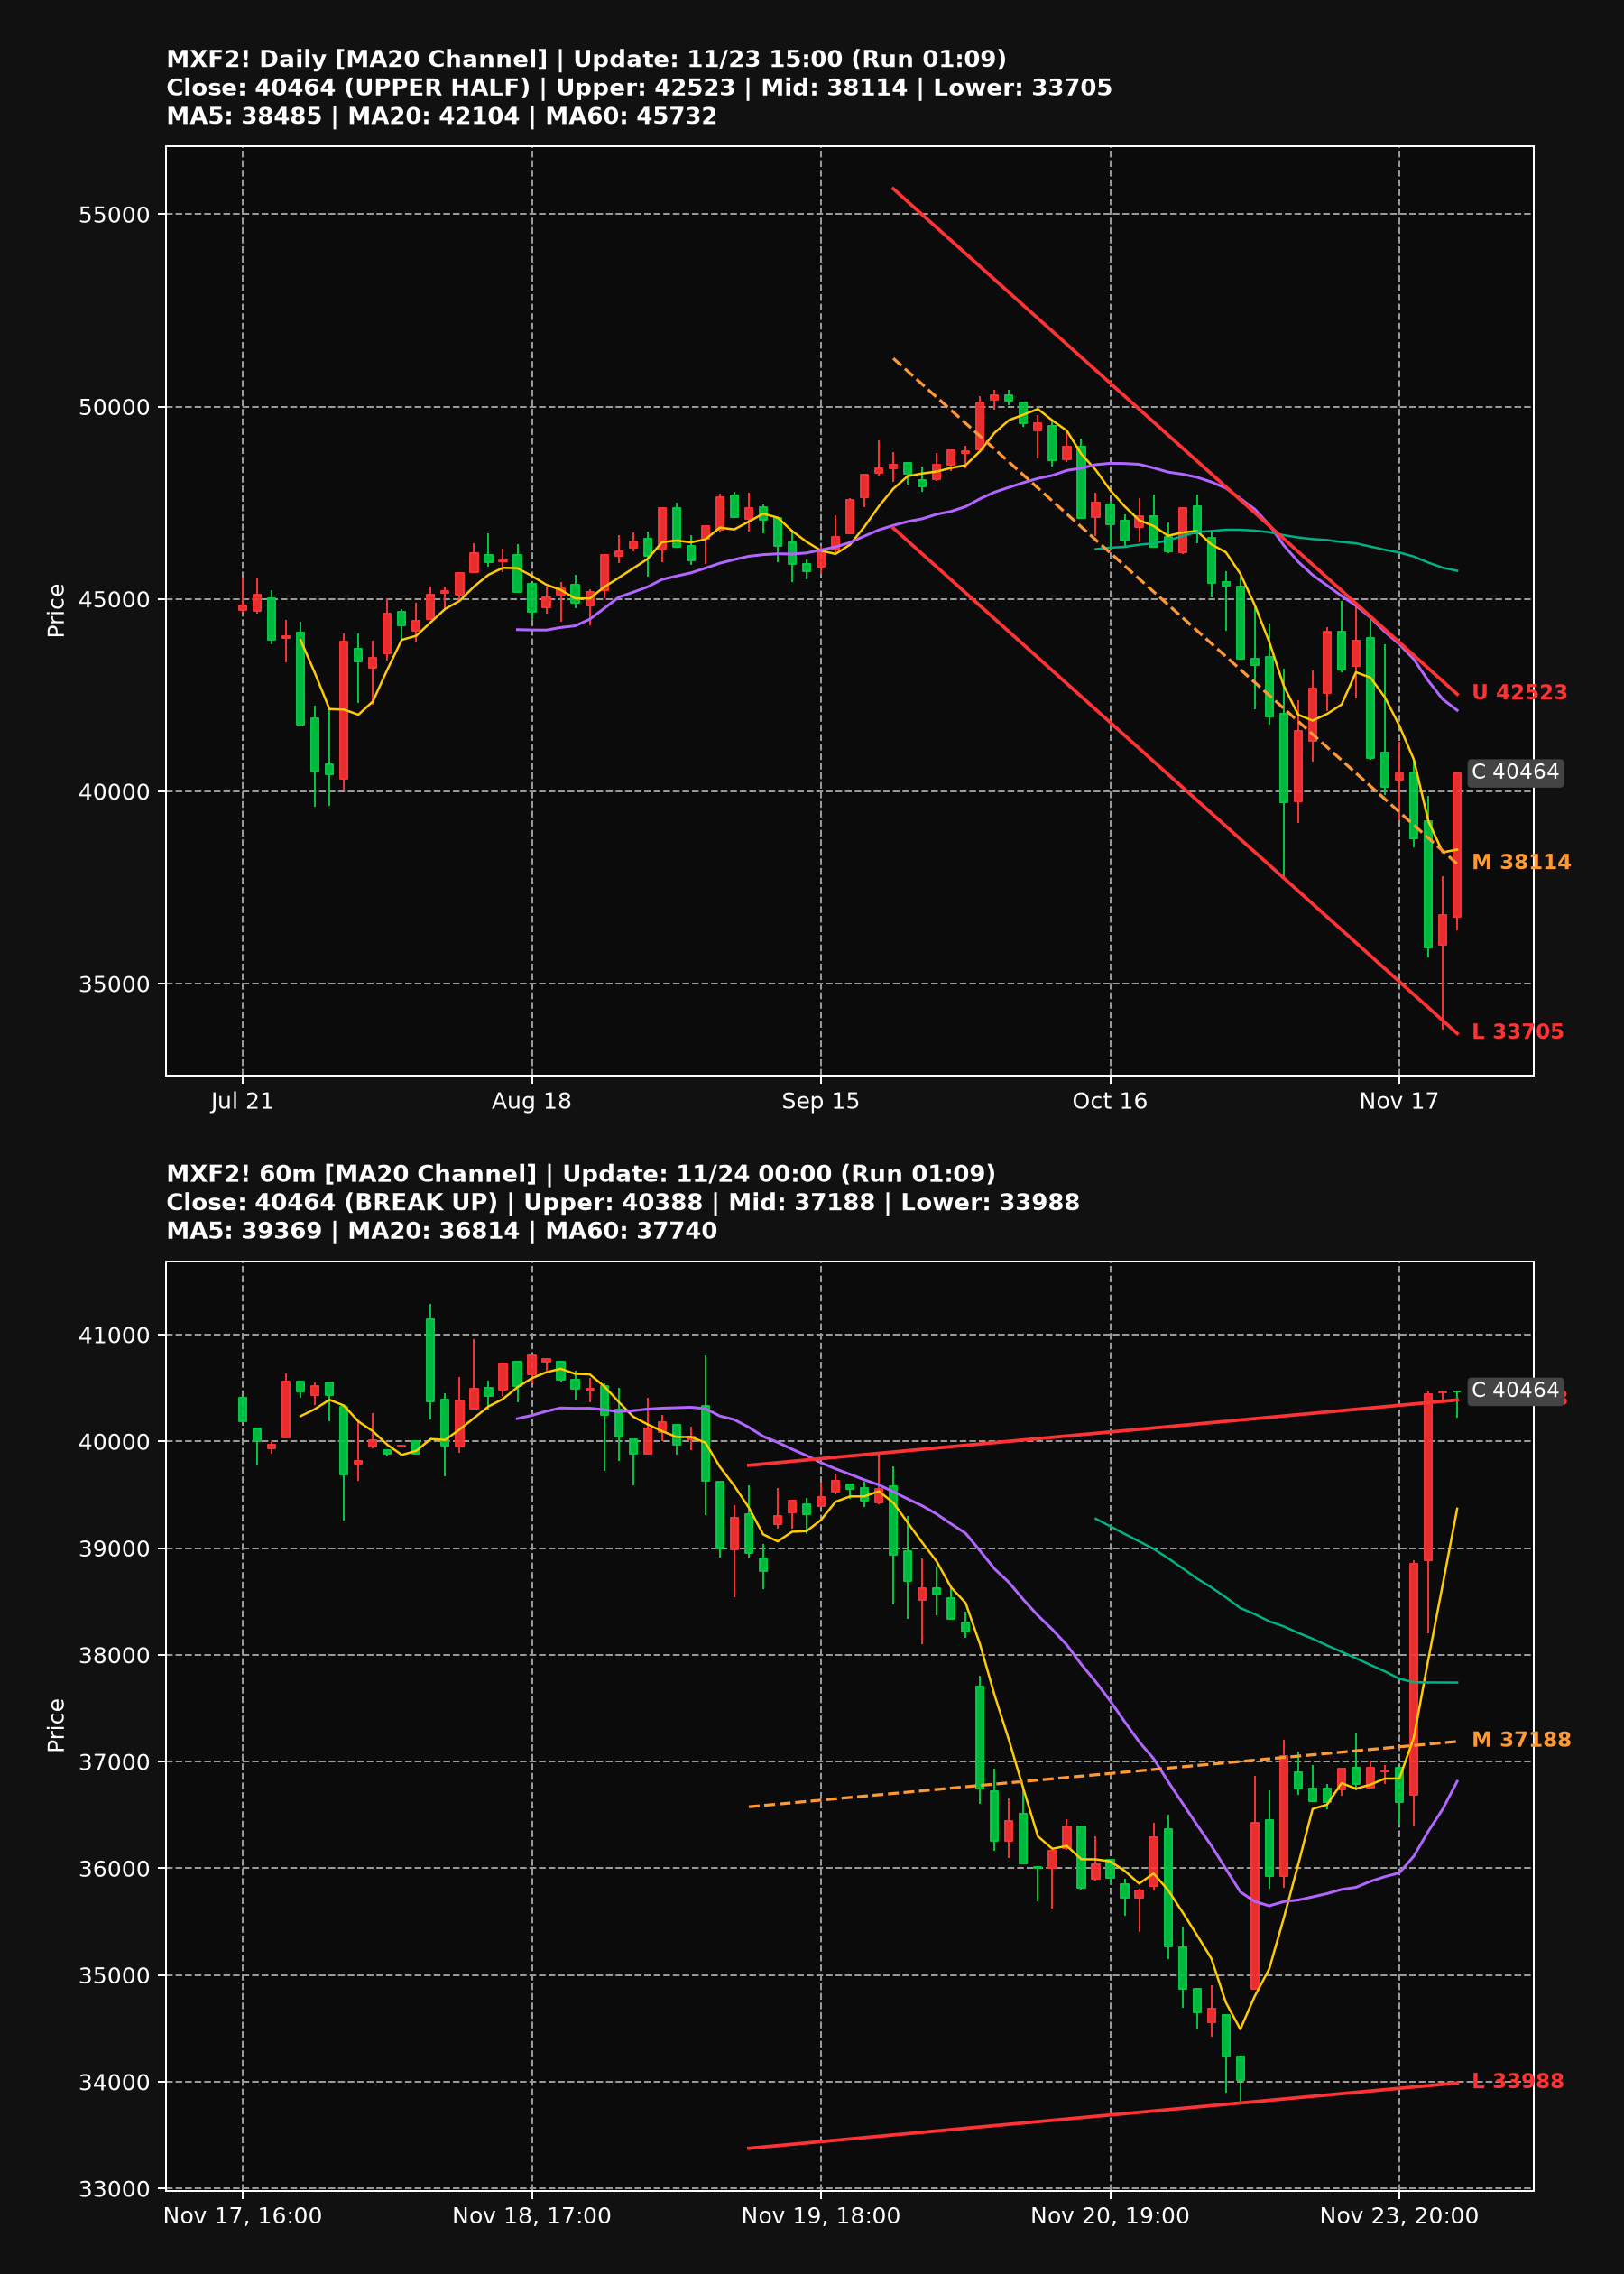 MXF2! Daily [MA20 Channel] | Update: 11/23 15:00 (Run 01:09)
Close: 40464 (UPPER HALF) | Upper: 42523 | Mid: 38114 | Lower: 33705
MA5: 38485 | MA20: 42104 | MA60: 45732
Price
55000
50000
45000
40000
35000
U 42523
C 40464
M 38114
L 33705
Jul 21
Aug 18
Sep 15
Oct 16
Nov 17
MXF2! 60m [MA20 Channel] | Update: 11/24 00:00 (Run 01:09)
Close: 40464 (BREAK UP) | Upper: 40388 | Mid: 37188 | Lower: 33988
MA5: 39369 | MA20: 36814 | MA60: 37740
Price
41000
40000
39000
38000
37000
36000
35000
34000
33000
C 40464
M 37188
L 33988
Nov 17, 16:00
Nov 18, 17:00
Nov 19, 18:00
Nov 20, 19:00
Nov 23, 20:00